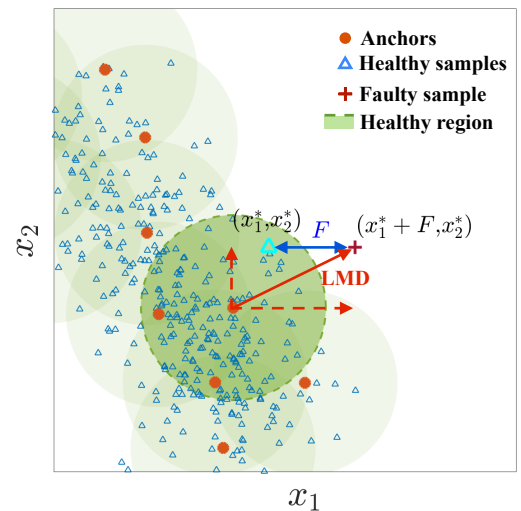 Anchors
Healthy samples
Faulty sample
Healthy region
(x₁*,x₂*)
F
(x₁* + F,x₂*)
LMD
x₂
x₁